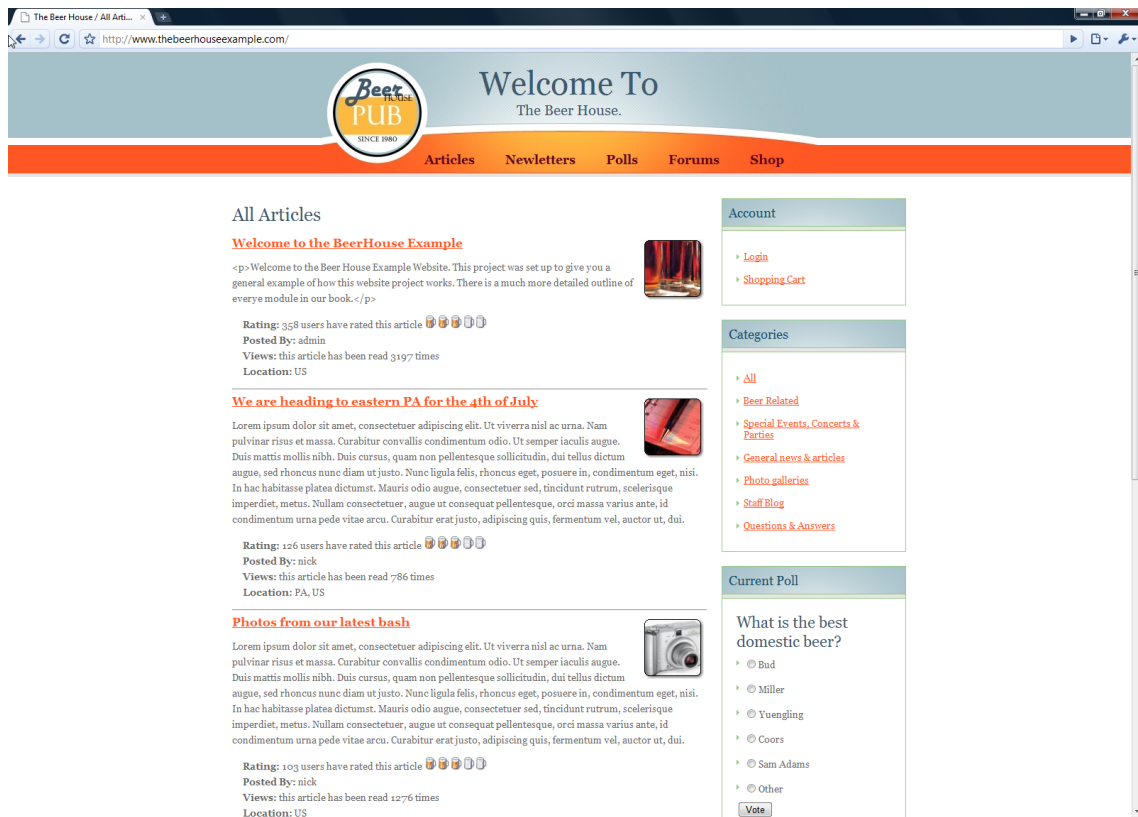 The Beer House / All Arti...
http://www.thebeerhouseexample.com/
Beer
HOUSE
PUB
SINCE 1980
Welcome To
The Beer House.
Articles Newletters Polls Forums Shop
All Articles
Welcome to the BeerHouse Example
<p>Welcome to the Beer House Example Website. This project was set up to give you a
general example of how this website project works. There is a much more detailed outline of
everye module in our book.</p>
Rating: 358 users have rated this article
Posted By: admin
Views: this article has been read 3197 times
Location: US
We are heading to eastern PA for the 4th of July
Lorem ipsum dolor sit amet, consectetuer adipiscing elit. Ut viverra nisl ac urna. Nam
pulvinar risus et massa. Curabitur convallis condimentum odio. Ut semper iaculis augue.
Duis mattis mollis nibh. Duis cursus, quam non pellentesque sollicitudin, dui tellus dictum
augue, sed rhoncus nunc diam ut justo. Nunc ligula felis, rhoncus eget, posuere in, condimentum eget, nisi.
In hac habitasse platea dictumst. Mauris odio augue, consectetuer sed, tincidunt rutrum, scelerisque
imperdiet, metus. Nullam consectetuer, augue ut consequat pellentesque, orci massa varius ante, id
condimentum urna pede vitae arcu. Curabitur erat justo, adipiscing quis, fermentum vel, auctor ut, dui.
Rating: 126 users have rated this article
Posted By: nick
Views: this article has been read 786 times
Location: PA, US
Photos from our latest bash
Lorem ipsum dolor sit amet, consectetuer adipiscing elit. Ut viverra nisl ac urna. Nam
pulvinar risus et massa. Curabitur convallis condimentum odio. Ut semper iaculis augue.
Duis mattis mollis nibh. Duis cursus, quam non pellentesque sollicitudin, dui tellus dictum
augue, sed rhoncus nunc diam ut justo. Nunc ligula felis, rhoncus eget, posuere in, condimentum eget, nisi.
In hac habitasse platea dictumst. Mauris odio augue, consectetuer sed, tincidunt rutrum, scelerisque
imperdiet, metus. Nullam consectetuer, augue ut consequat pellentesque, orci massa varius ante, id
condimentum urna pede vitae arcu. Curabitur erat justo, adipiscing quis, fermentum vel, auctor ut, dui.
Rating: 103 users have rated this article
Posted By: nick
Views: this article has been read 1276 times
Location: US
Account
Login
Shopping Cart
Categories
All
Beer Related
Special Events, Concerts &
Parties
General news & articles
Photo galleries
Staff Blog
Questions & Answers
Current Poll
What is the best
domestic beer?
Bud
Miller
Yuengling
Coors
Sam Adams
Other
Vote